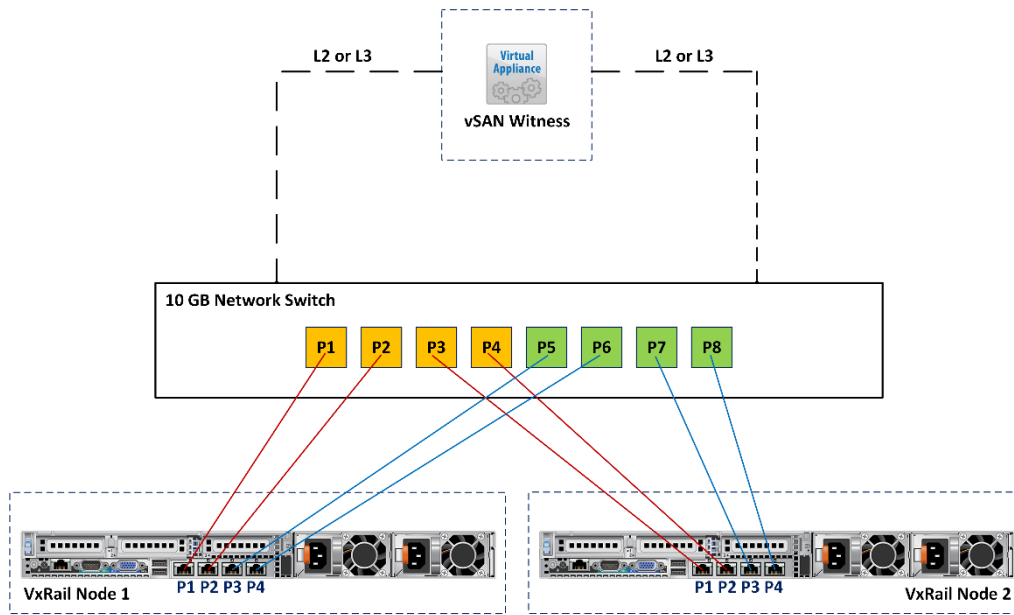 L2 or L3
Virtual
Appliance
L2 or L3
vSAN Witness
10 GB Network Switch
P1 P2 P3 P4 P5 P6 P7 P8
P1 P2 P3 P4
P1 P2 P3 P4
VxRail Node 1
VxRail Node 2